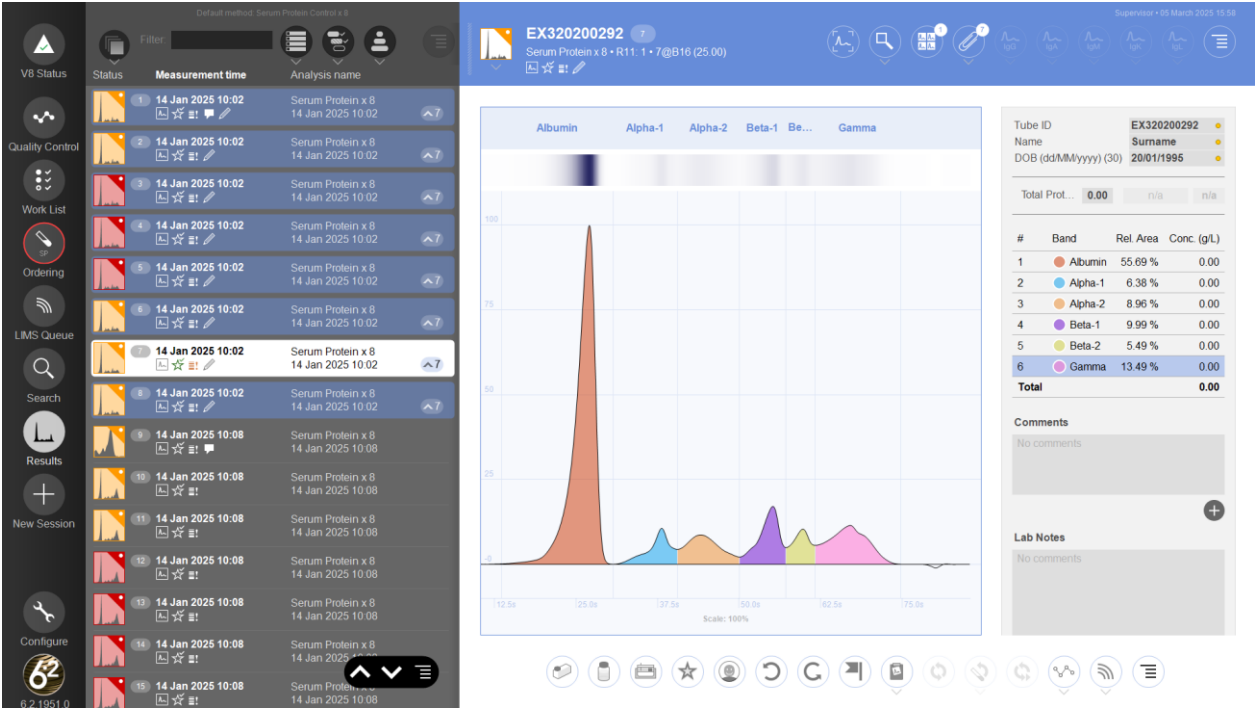 Default method: Serum Protein Control x 8
Supervisor • 05 March 2025 15:58
V8 Status
Quality Control
Work List
SP
Ordering
LIMS Queue
Search
Results
New Session
Configure
6.2
6.2.1951.0
Filter
Status Measurement time Analysis name
1 14 Jan 2025 10:02 Serum Protein x 8
14 Jan 2025 10:02 7
2 14 Jan 2025 10:02 Serum Protein x 8
14 Jan 2025 10:02 7
3 14 Jan 2025 10:02 Serum Protein x 8
14 Jan 2025 10:02 7
4 14 Jan 2025 10:02 Serum Protein x 8
14 Jan 2025 10:02 7
5 14 Jan 2025 10:02 Serum Protein x 8
14 Jan 2025 10:02 7
6 14 Jan 2025 10:02 Serum Protein x 8
14 Jan 2025 10:02 7
7 14 Jan 2025 10:02 Serum Protein x 8
14 Jan 2025 10:02 7
8 14 Jan 2025 10:02 Serum Protein x 8
14 Jan 2025 10:02 7
9 14 Jan 2025 10:08 Serum Protein x 8
14 Jan 2025 10:08
10 14 Jan 2025 10:08 Serum Protein x 8
14 Jan 2025 10:08
11 14 Jan 2025 10:08 Serum Protein x 8
14 Jan 2025 10:08
12 14 Jan 2025 10:08 Serum Protein x 8
14 Jan 2025 10:08
13 14 Jan 2025 10:08 Serum Protein x 8
14 Jan 2025 10:08
14 14 Jan 2025 10:08 Serum Protein x 8
14 Jan 2025
15 14 Jan 2025 10:08 Serum Protein
14 Jan 2025 10:08
EX320200292 7
Serum Protein x 8 • R11: 1 • 7@B16 (25.00)
1
7
IgG IgA IgM IgK IgL
Albumin Alpha-1 Alpha-2 Beta-1 Be... Gamma
100
75
50
25
-0
12.5s 25.0s 37.5s 50.0s 62.5s 75.0s
Scale: 100%
Tube ID EX320200292
Name Surname
DOB (dd/MM/yyyy) (30) 20/01/1995
Total Prot... 0.00 n/a n/a
# Band Rel. Area Conc. (g/L)
1 Albumin 55.69 % 0.00
2 Alpha-1 6.38 % 0.00
3 Alpha-2 8.96 % 0.00
4 Beta-1 9.99 % 0.00
5 Beta-2 5.49 % 0.00
6 Gamma 13.49 % 0.00
Total 0.00
Comments
No comments
Lab Notes
No comments